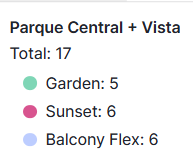 Parque Central + Vista
Total: 17
Garden: 5
Sunset: 6
Balcony Flex: 6